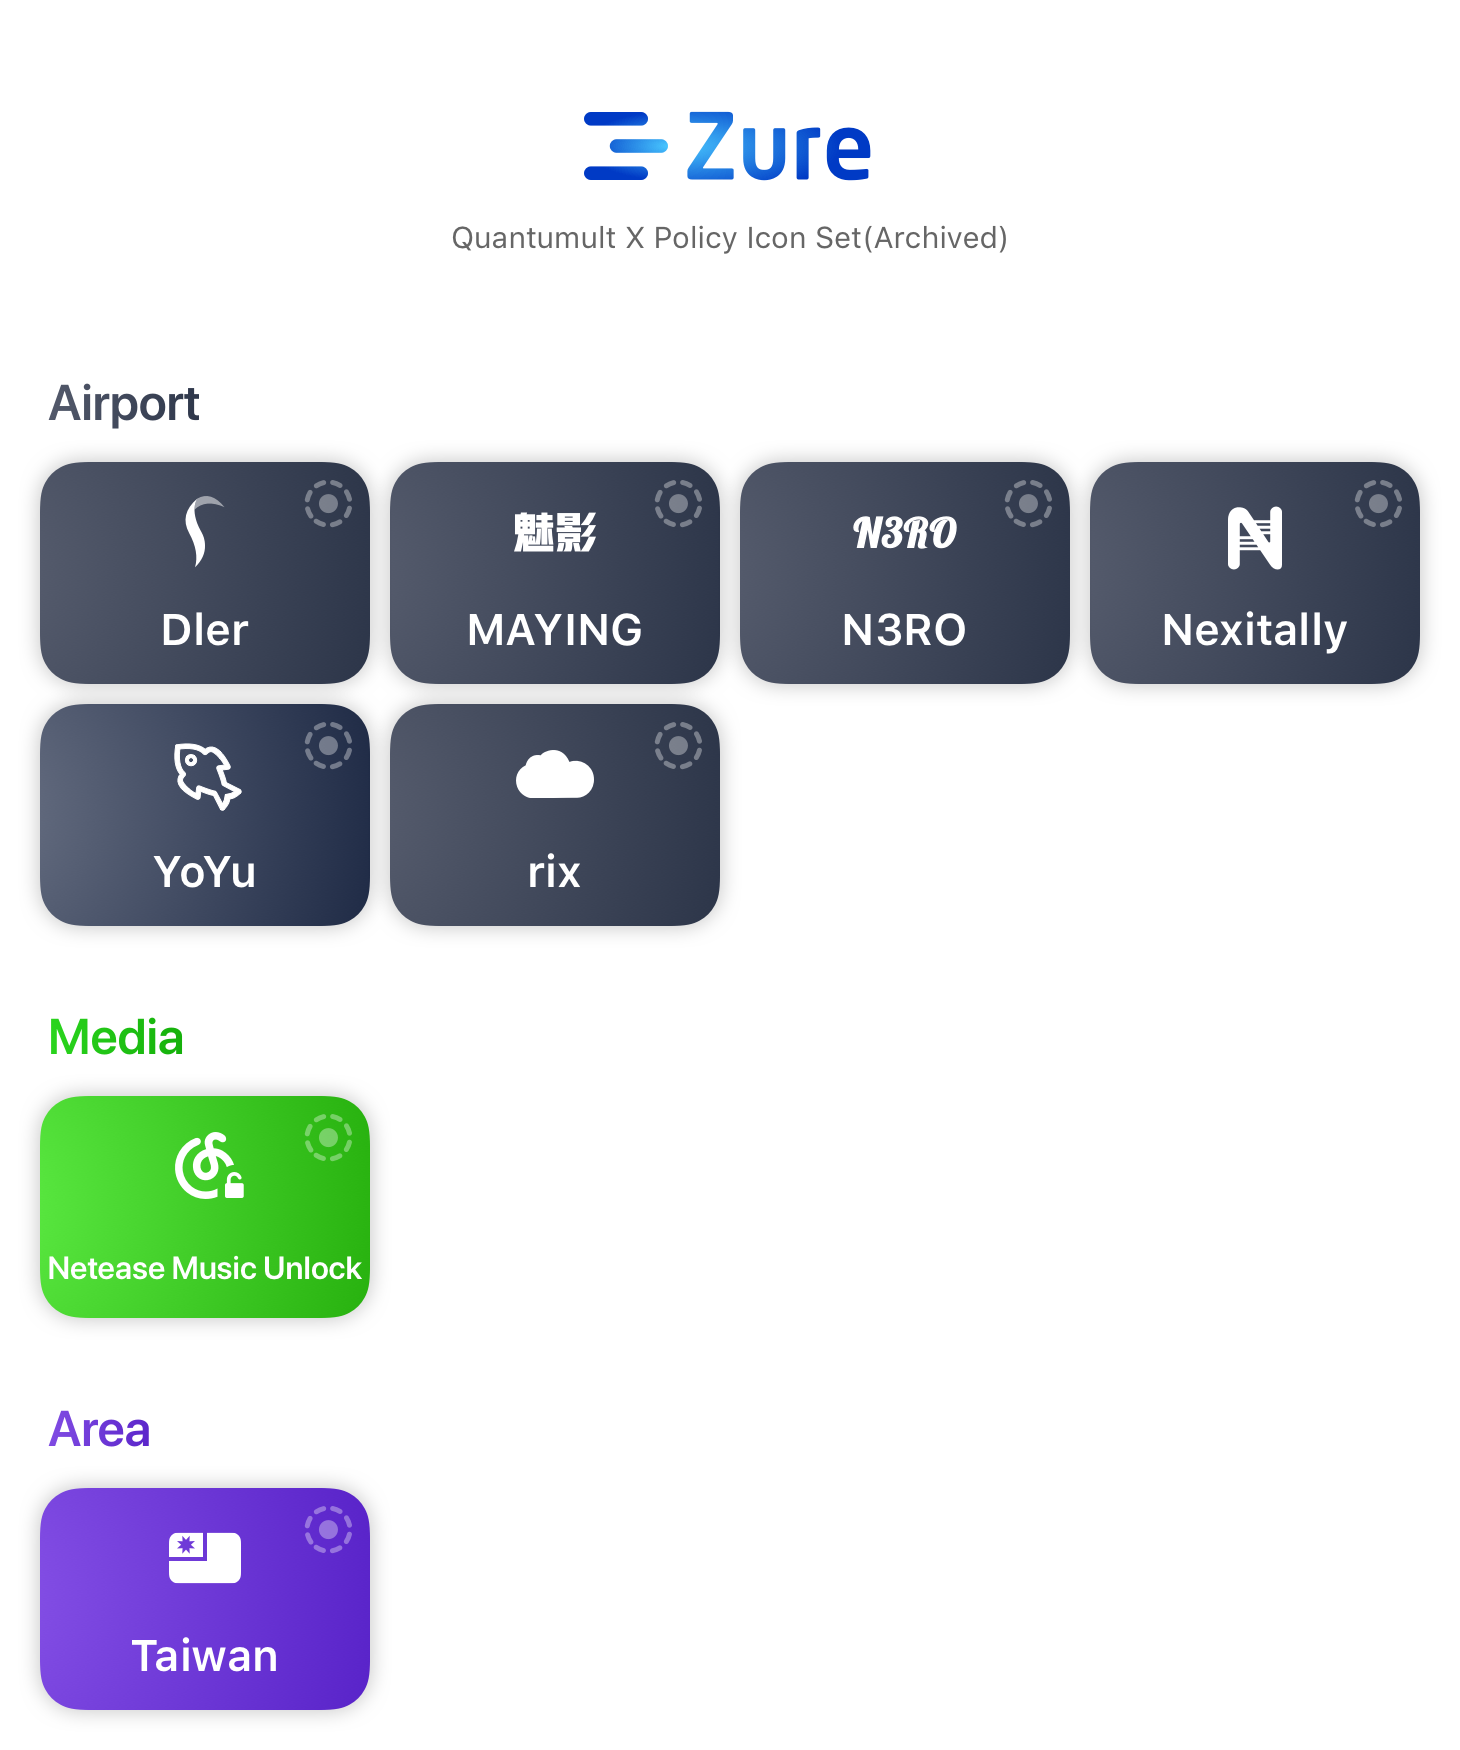 Zure
Quantumult X Policy Icon Set(Archived)
Airport
Dler
魅影
MAYING
N3RO
N3RO
Nexitally
YoYu
rix
Media
Netease Music Unlock
Area
Taiwan